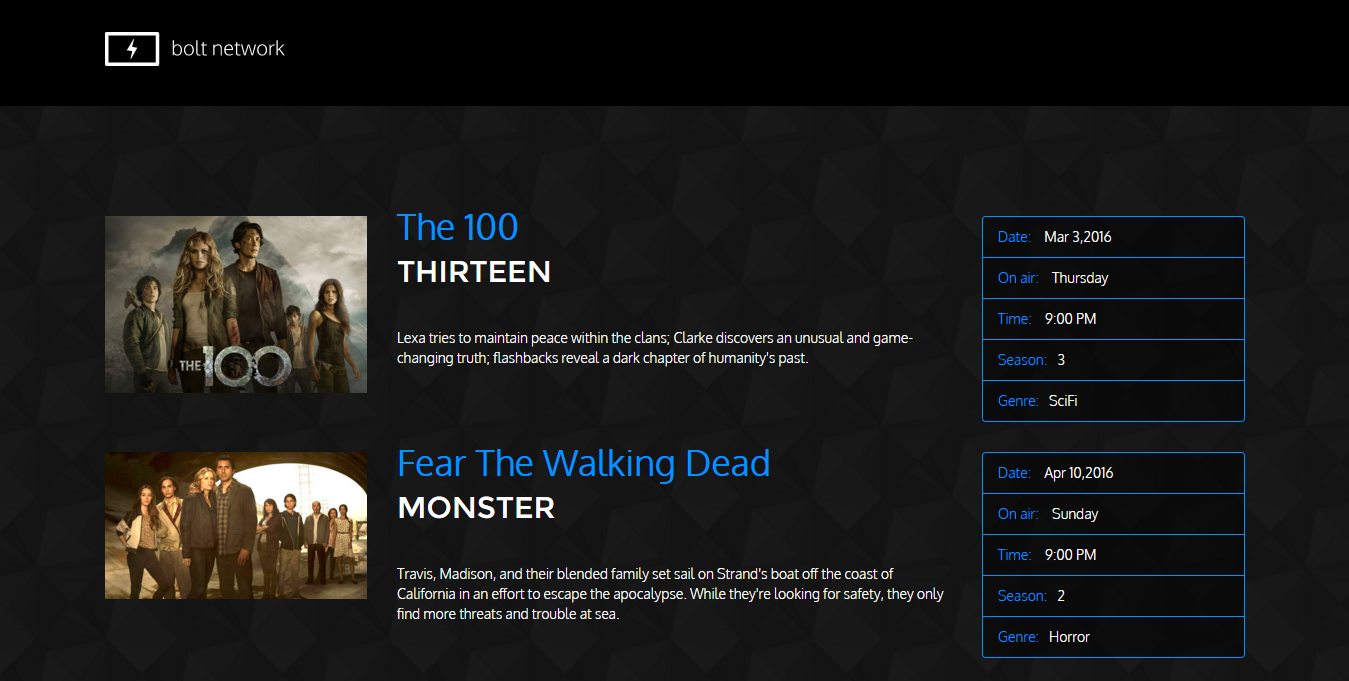 bolt network
The 100
THIRTEEN
Lexa tries to maintain peace within the clans; Clarke discovers an unusual and game-
changing truth; flashbacks reveal a dark chapter of humanity's past.
THE 100
Date: Mar 3,2016
On air: Thursday
Time: 9:00 PM
Season: 3
Genre: SciFi
Fear The Walking Dead
MONSTER
Travis, Madison, and their blended family set sail on Strand's boat off the coast of
California in an effort to escape the apocalypse. While they're looking for safety, they only
find more threats and trouble at sea.
Date: Apr 10,2016
On air: Sunday
Time: 9:00 PM
Season: 2
Genre: Horror